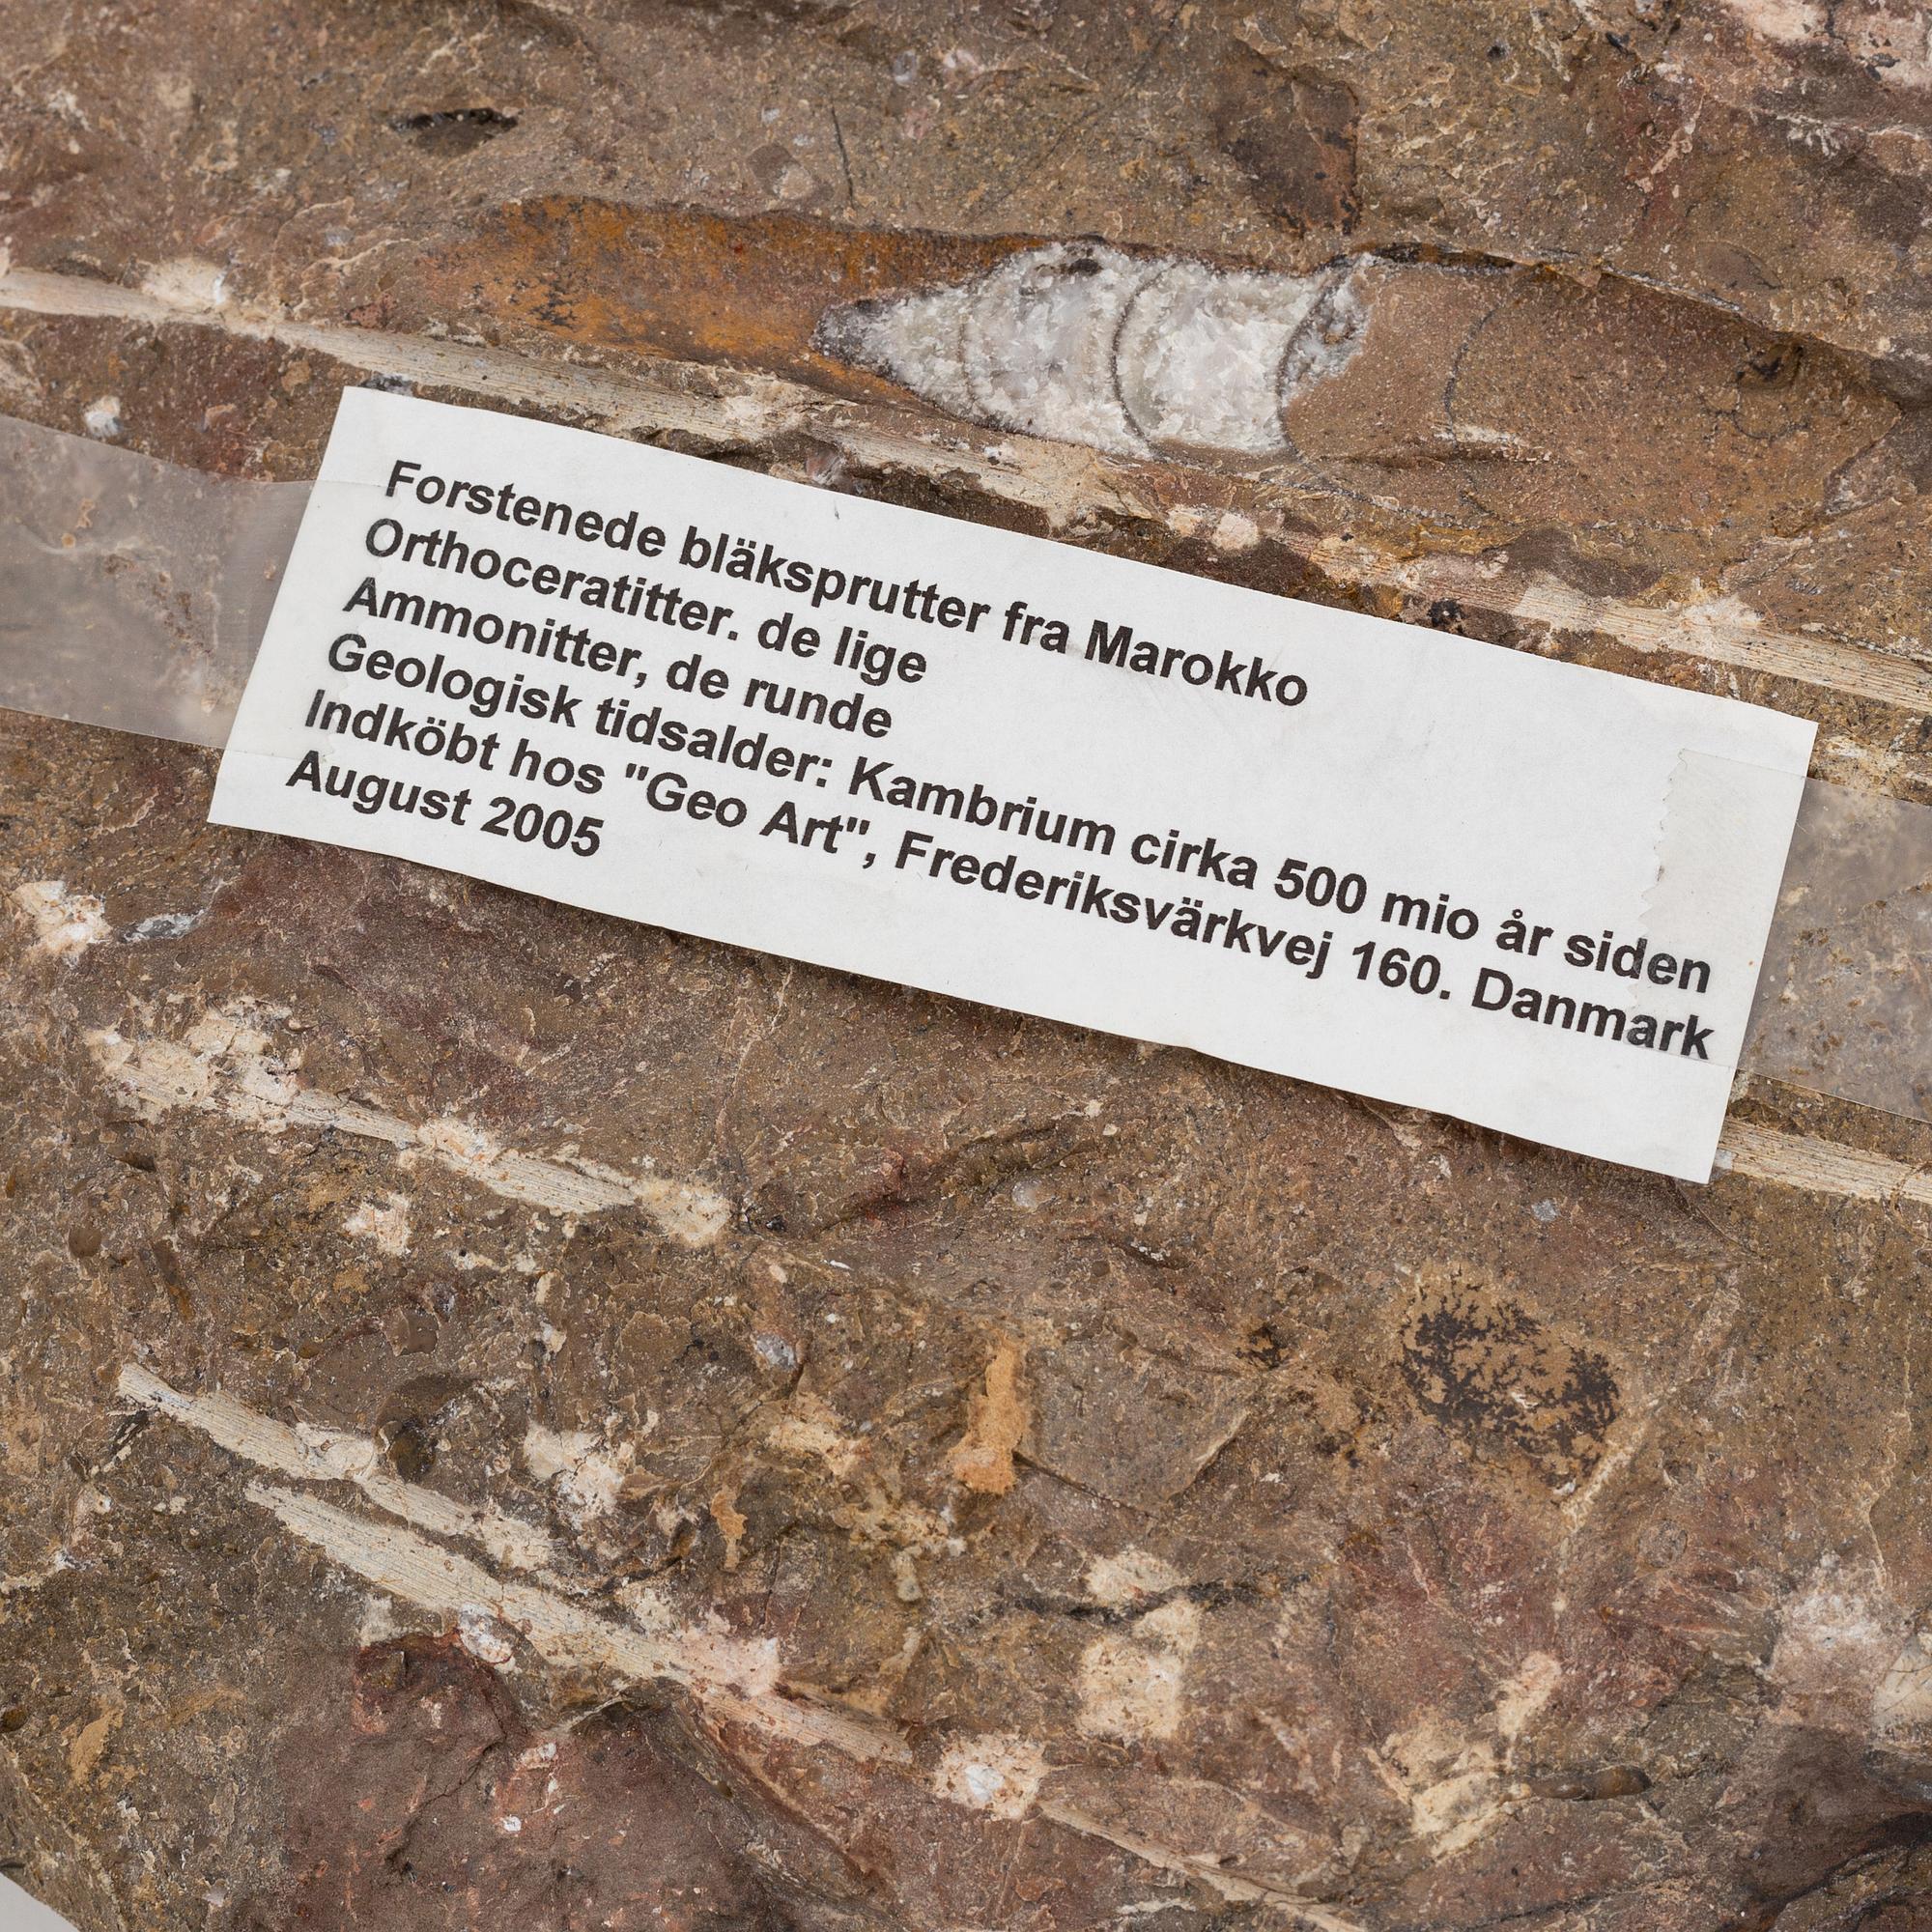 Forstenede bläksprutter fra Marokko
Orthoceratitter. de lige
Ammonitter, de runde
Geologisk tidsalder: Kambrium cirka 500 mio år siden
Indköbt hos "Geo Art", Frederiksvärkvej 160. Danmark
August 2005